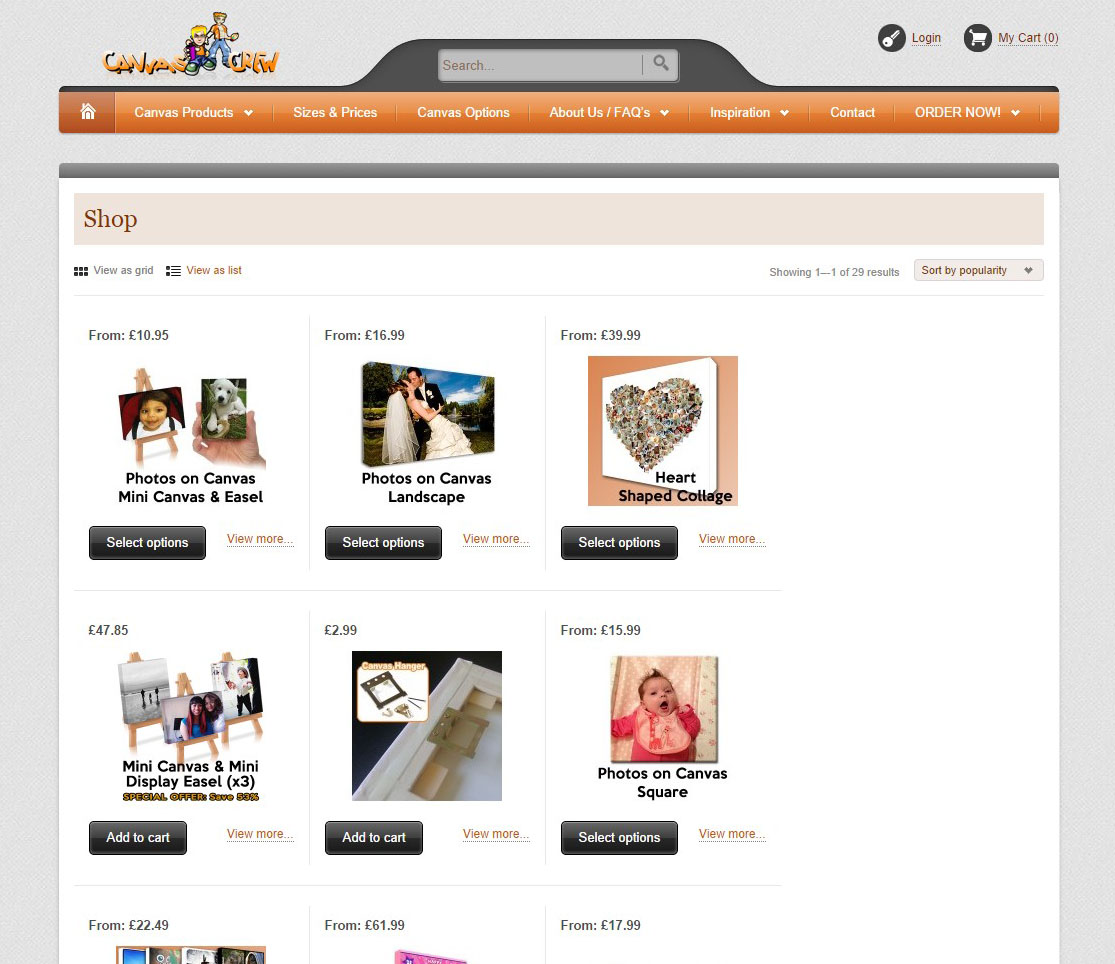 CANVAS CREW
Search...
Login
My Cart (0)
Canvas Products
Sizes & Prices
Canvas Options
About Us / FAQ's
Inspiration
Contact
ORDER NOW!
Shop
View as grid
View as list
Showing 1—1 of 29 results
Sort by popularity
From: £10.95
From: £16.99
From: £39.99
Photos on Canvas
Mini Canvas & Easel
Photos on Canvas
Landscape
Heart
Shaped Collage
Select options
View more...
Select options
View more...
Select options
View more...
£47.85
£2.99
From: £15.99
Mini Canvas & Mini
Display Easel (x3)
SPECIAL OFFER: Save 53%
Canvas Hanger
Photos on Canvas
Square
Add to cart
View more...
Add to cart
View more...
Select options
View more...
From: £22.49
From: £61.99
From: £17.99